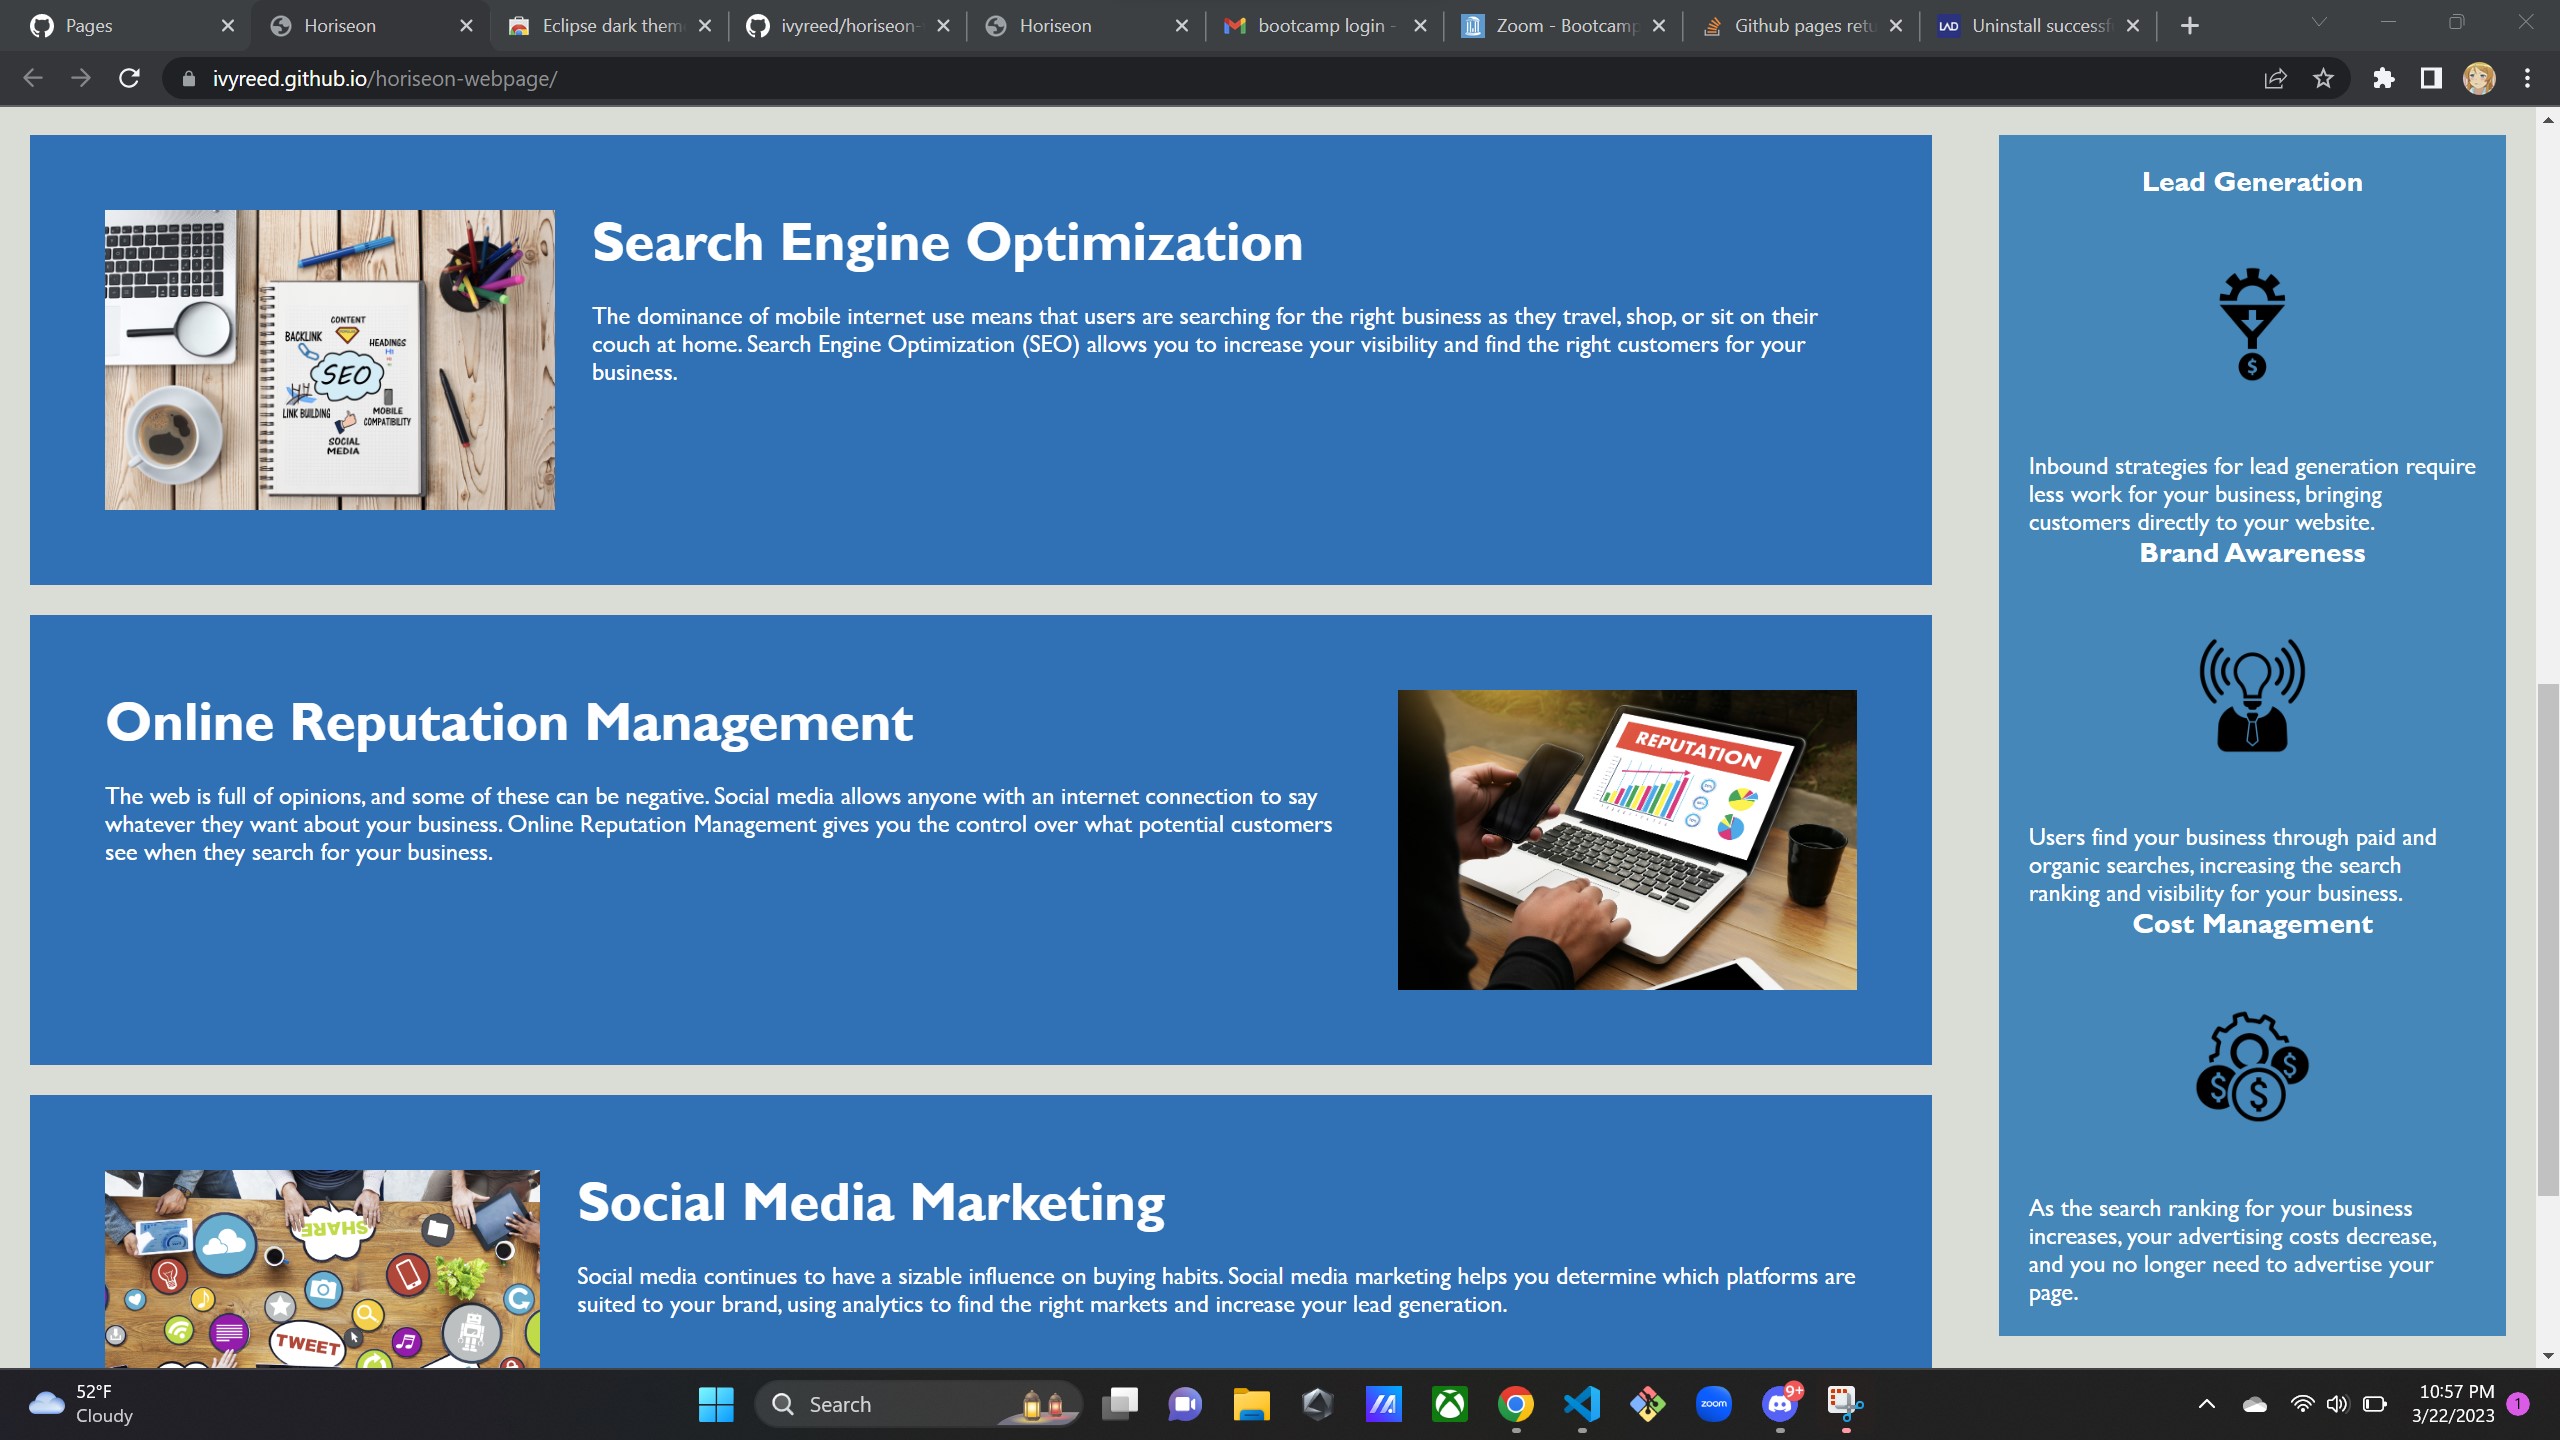 Pages
Horiseon
Eclipse dark them
ivyreed/horiseon-
Horiseon
bootcamp login -
Zoom - Bootcamp
Github pages retu
LAD
Uninstall successf
ivyreed.github.io/horiseon-webpage/
CONTENT
BACKLINK
HEADINGS
H1
SEO
LINK BUILDING
MOBILE
COMPATIBILITY
SOCIAL
MEDIA
Search Engine Optimization
The dominance of mobile internet use means that users are searching for the right business as they travel, shop, or sit on their
couch at home. Search Engine Optimization (SEO) allows you to increase your visibility and find the right customers for your
business.
Online Reputation Management
The web is full of opinions, and some of these can be negative. Social media allows anyone with an internet connection to say
whatever they want about your business. Online Reputation Management gives you the control over what potential customers
see when they search for your business.
REPUTATION
SHARE
TWEET
Social Media Marketing
Social media continues to have a sizable influence on buying habits. Social media marketing helps you determine which platforms are
suited to your brand, using analytics to find the right markets and increase your lead generation.
Lead Generation
$
Inbound strategies for lead generation require
less work for your business, bringing
customers directly to your website.
Brand Awareness
Users find your business through paid and
organic searches, increasing the search
ranking and visibility for your business.
Cost Management
$ $ $
As the search ranking for your business
increases, your advertising costs decrease,
and you no longer need to advertise your
page.
52°F
Cloudy
Search
zoom
9+
10:57 PM
3/22/2023
1